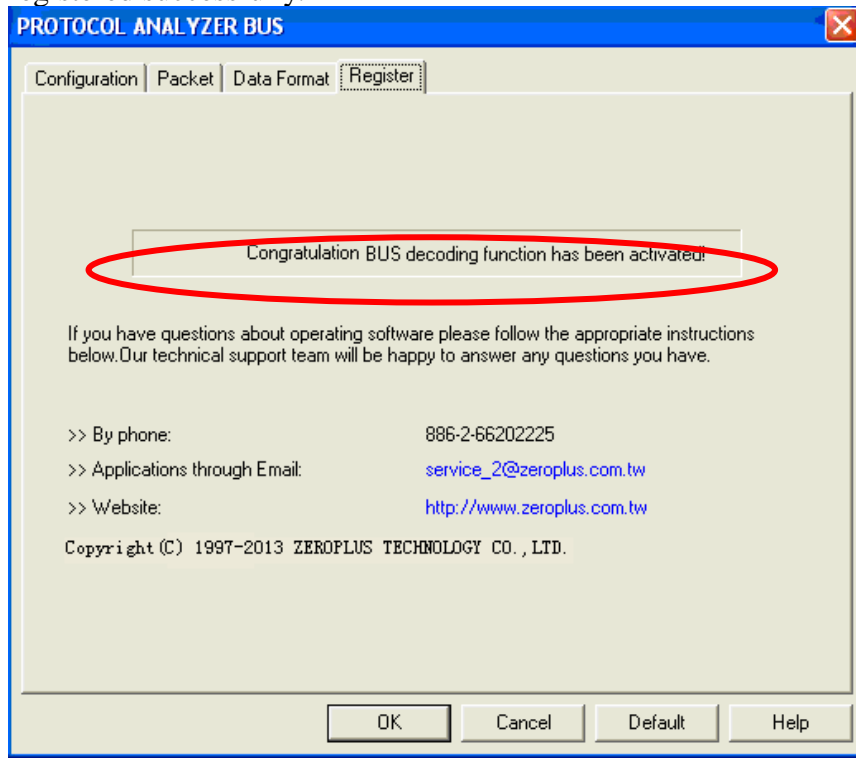 registered successfully.
PROTOCOL ANALYZER BUS
Configuration Packet Data Format Register
Congratulation BUS decoding function has been activated!
If you have questions about operating software please follow the appropriate instructions
below.Our technical support team will be happy to answer any questions you have.
>> By phone: 886-2-66202225
>> Applications through Email: service_2@zeroplus.com.tw
>> Website: http://www.zeroplus.com.tw
Copyright(C) 1997-2013 ZEROPLUS TECHNOLOGY CO.,LTD.
OK Cancel Default Help